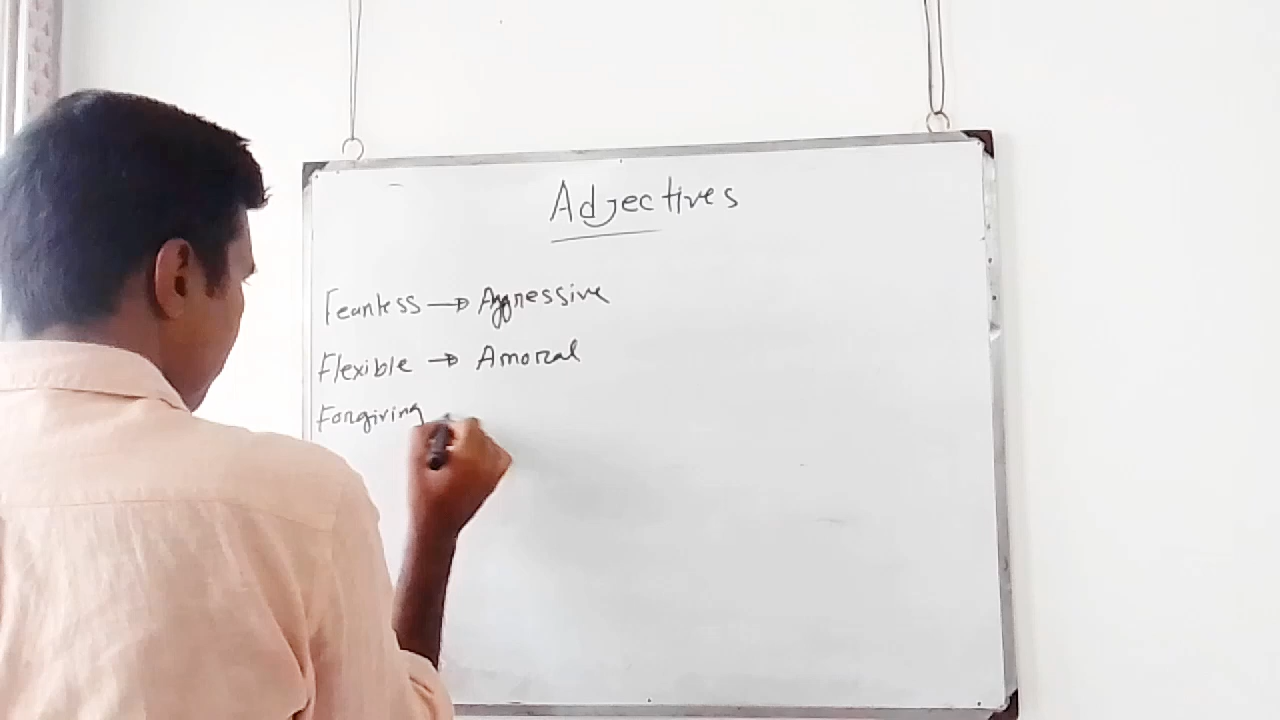 Adjectives
Fearless → Aggressive
Flexible → Amoral
Forgiving